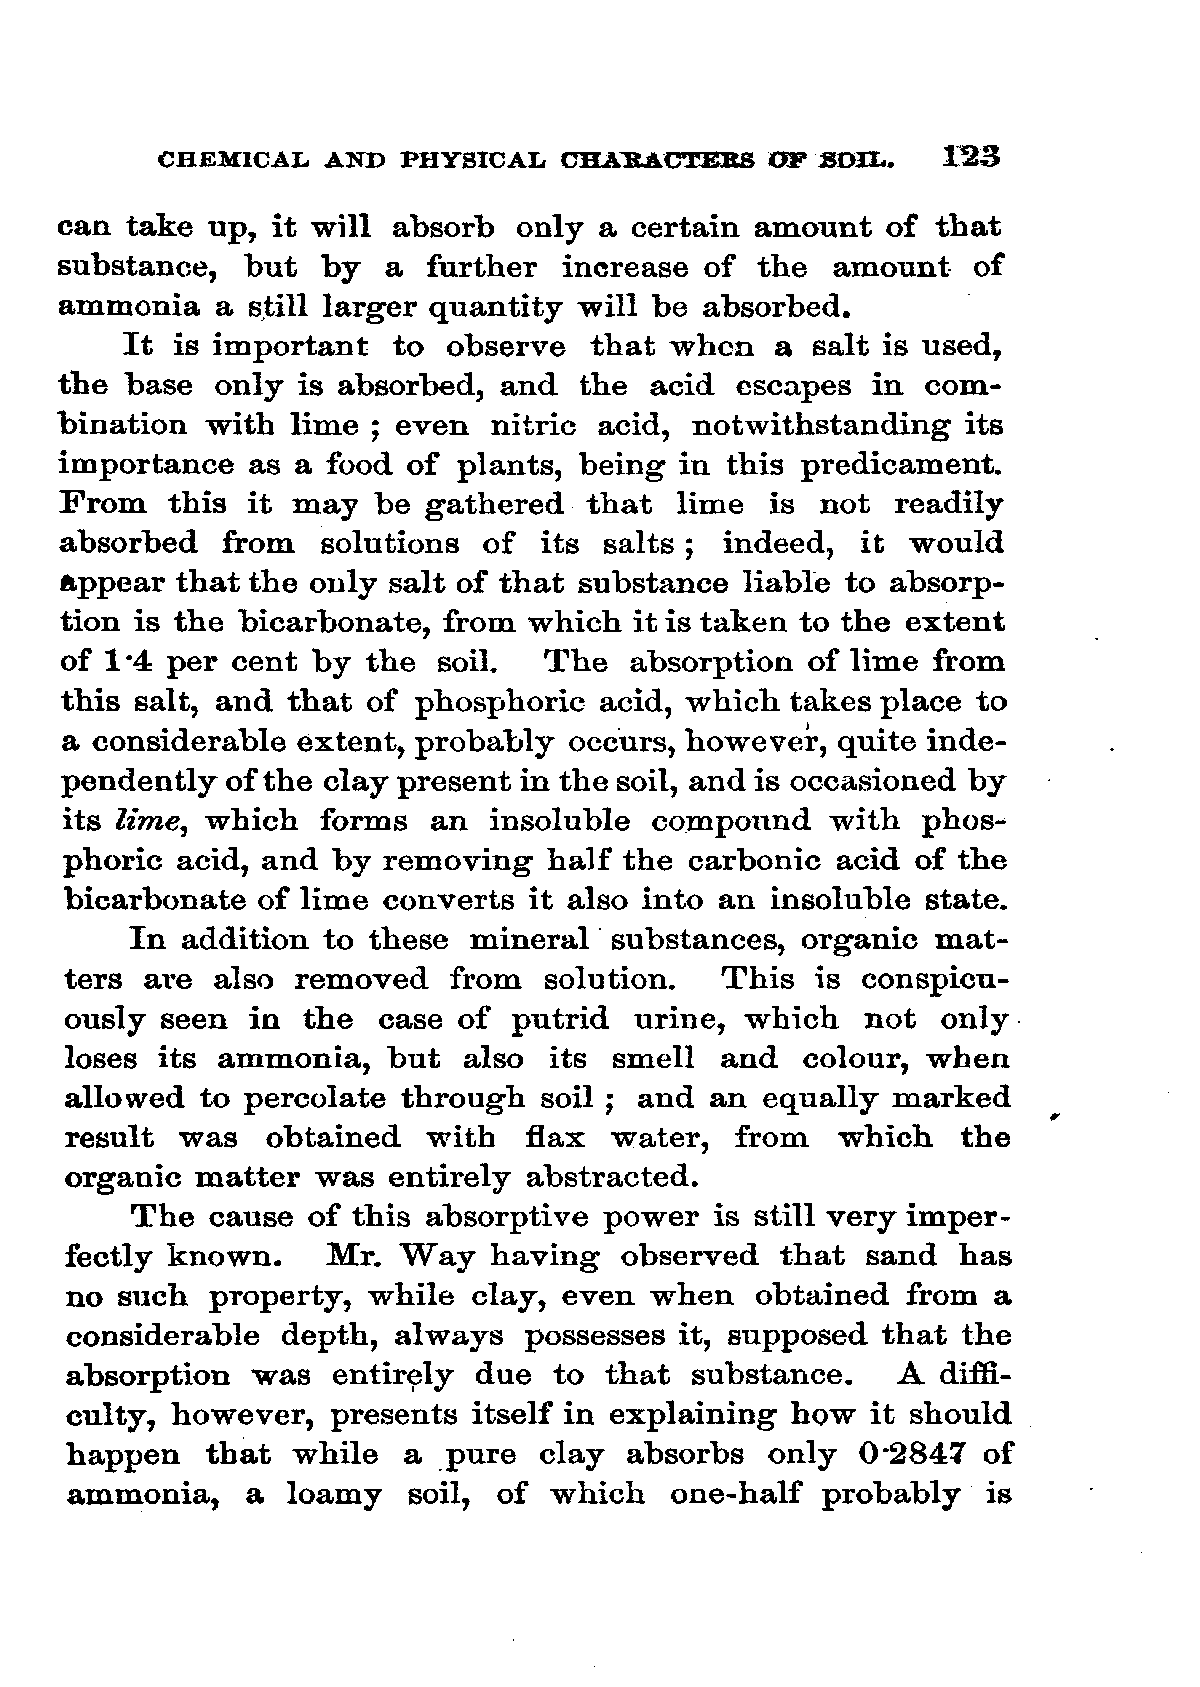 CHEMICAL AND PHYSICAL CHARACTERS OF SOIL. 123
can take up, it will absorb only a certain amount of that
substance, but by a further increase of the amount of
ammonia a still larger quantity will be absorbed.
It is important to observe that when a salt is used,
the base only is absorbed, and the acid escapes in com-
bination with lime ; even nitric acid, notwithstanding its
importance as a food of plants, being in this predicament.
From this it may be gathered that lime is not readily
absorbed from solutions of its salts ; indeed, it would
appear that the only salt of that substance liable to absorp-
tion is the bicarbonate, from which it is taken to the extent
of 1·4 per cent by the soil. The absorption of lime from
this salt, and that of phosphoric acid, which takes place to
a considerable extent, probably occurs, however, quite inde-
pendently of the clay present in the soil, and is occasioned by
its lime, which forms an insoluble compound with phos-
phoric acid, and by removing half the carbonic acid of the
bicarbonate of lime converts it also into an insoluble state.
In addition to these mineral substances, organic mat-
ters are also removed from solution. This is conspicu-
ously seen in the case of putrid urine, which not only
loses its ammonia, but also its smell and colour, when
allowed to percolate through soil ; and an equally marked
result was obtained with flax water, from which the
organic matter was entirely abstracted.
The cause of this absorptive power is still very imper-
fectly known. Mr. Way having observed that sand has
no such property, while clay, even when obtained from a
considerable depth, always possesses it, supposed that the
absorption was entirely due to that substance. A diffi-
culty, however, presents itself in explaining how it should
happen that while a pure clay absorbs only 0·2847 of
ammonia, a loamy soil, of which one-half probably is